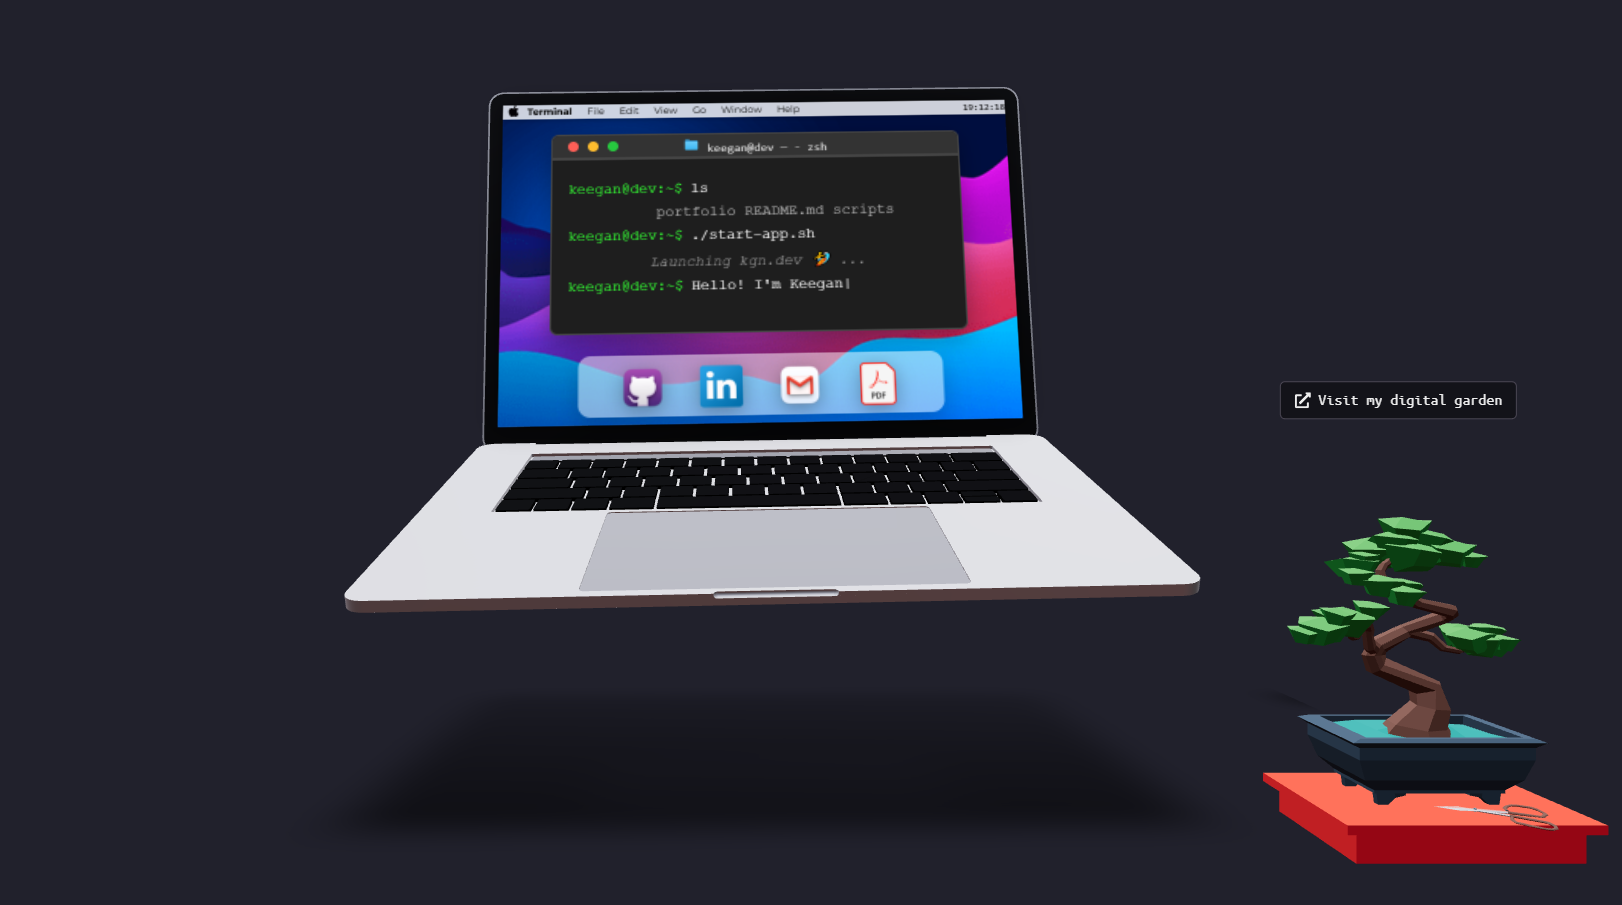 Terminal File Edit View Go Window Help 19:12:18
keegan@dev — - zsh
keegan@dev:~$ ls
portfolio README.md scripts
keegan@dev:~$ ./start-app.sh
Launching kgn.dev 🏄 ...
keegan@dev:~$ Hello! I'm Keegan|
in
PDF
Visit my digital garden